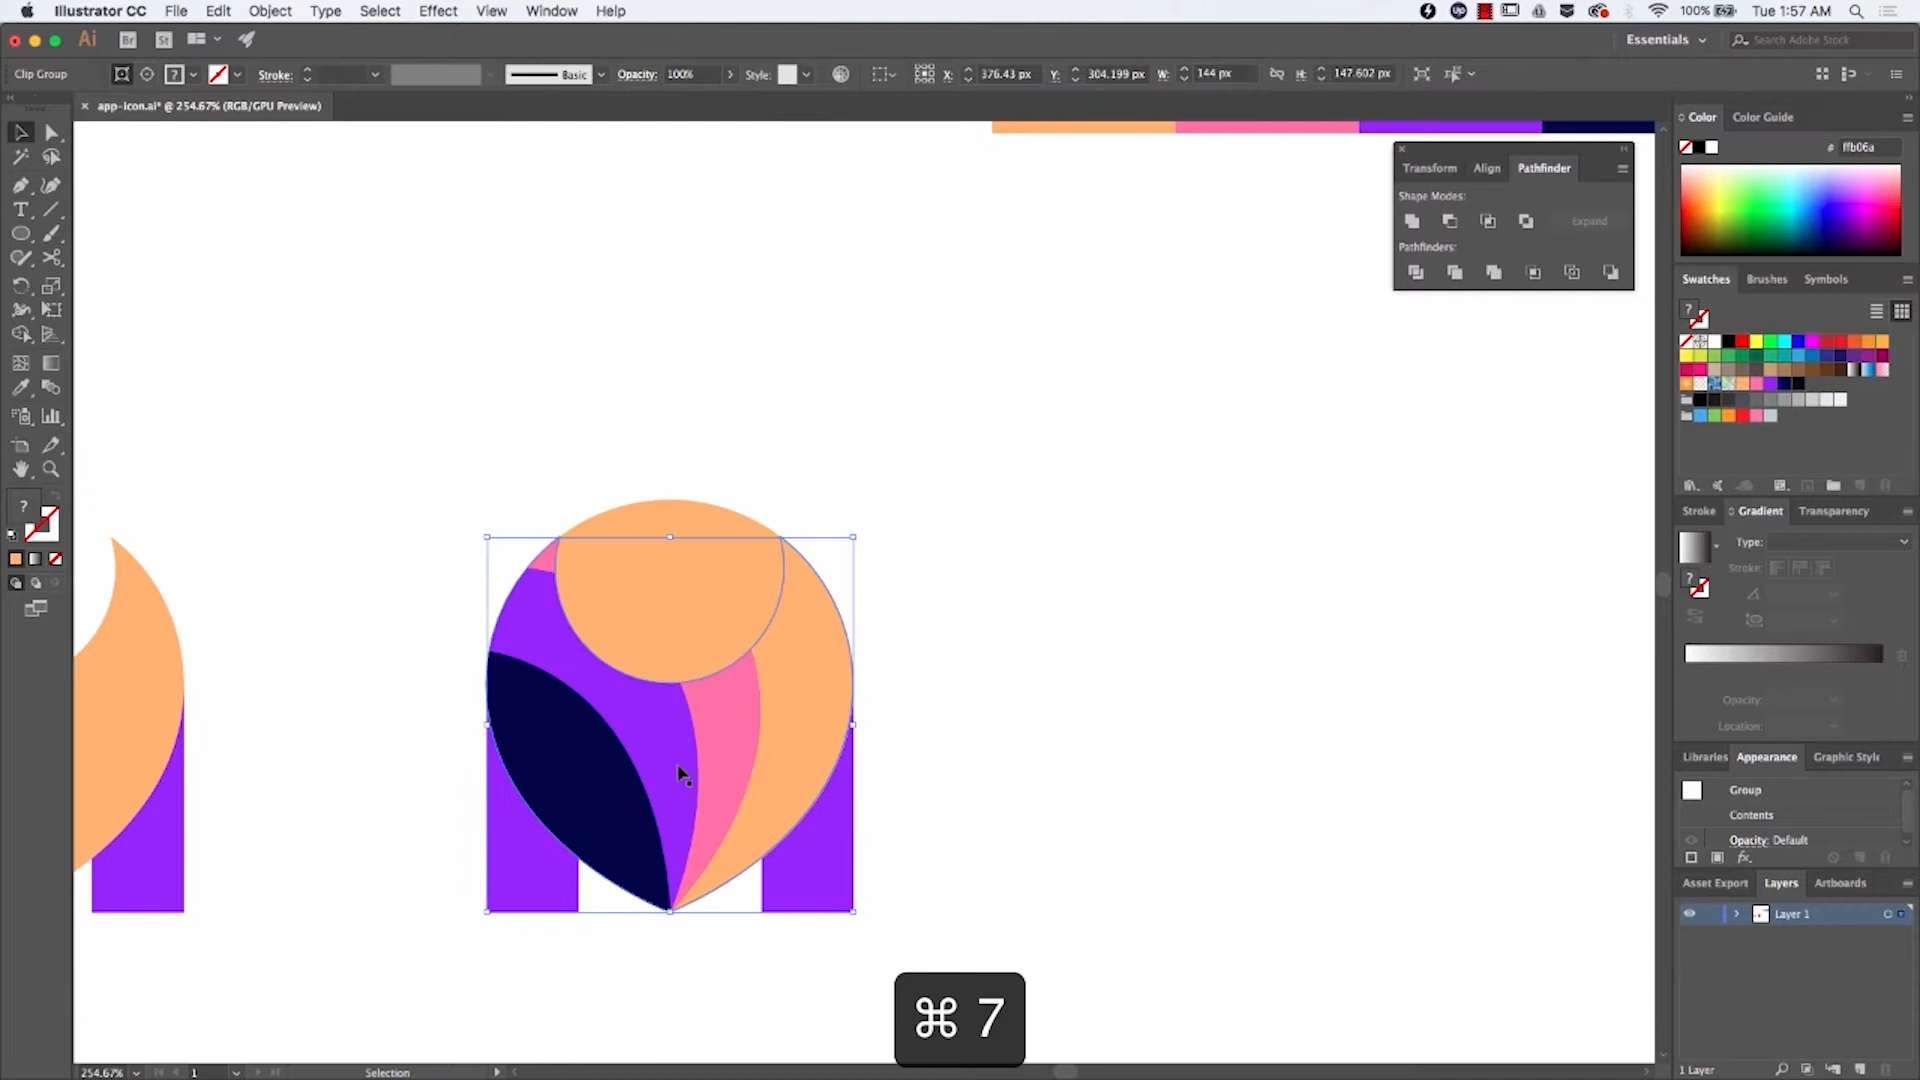 Illustrator CC File Edit Object Type Select Effect View Window Help 100% Tue 1:57 AM
Ai Br St Essentials Search Adobe Stock
Clip Group ? Stroke: Basic Opacity: 100% Style: X: 376.43 px Y: 304.199 px W: 144 px H: 147.602 px
× app-icon.ai* @ 254.67% (RGB/GPU Preview)
Color Color Guide
# ffb06a
Transform Align Pathfinder
Shape Modes:
Expand
Pathfinders:
Swatches Brushes Symbols
?
?
Stroke Gradient Transparency
Type:
Stroke:
?
Opacity:
Location:
Libraries Appearance Graphic Style
Group
Contents
Opacity: Default
fx
Asset Export Layers Artboards
Layer 1
⌘ 7
254.67% 1 Selection
1 Layer